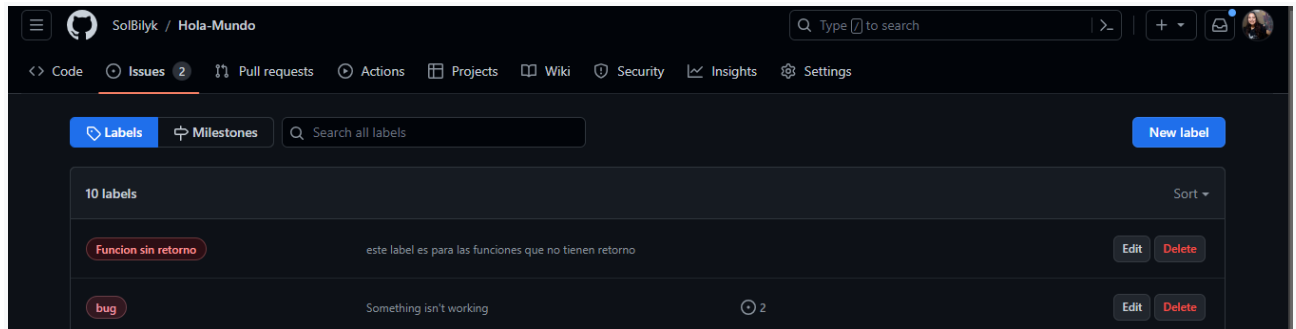 SolBilyk / Hola-Mundo
Type / to search
Code Issues 2 Pull requests Actions Projects Wiki Security Insights Settings
Labels Milestones Search all labels New label
10 labels Sort
Funcion sin retorno este label es para las funciones que no tienen retorno Edit Delete
bug Something isn't working 2 Edit Delete